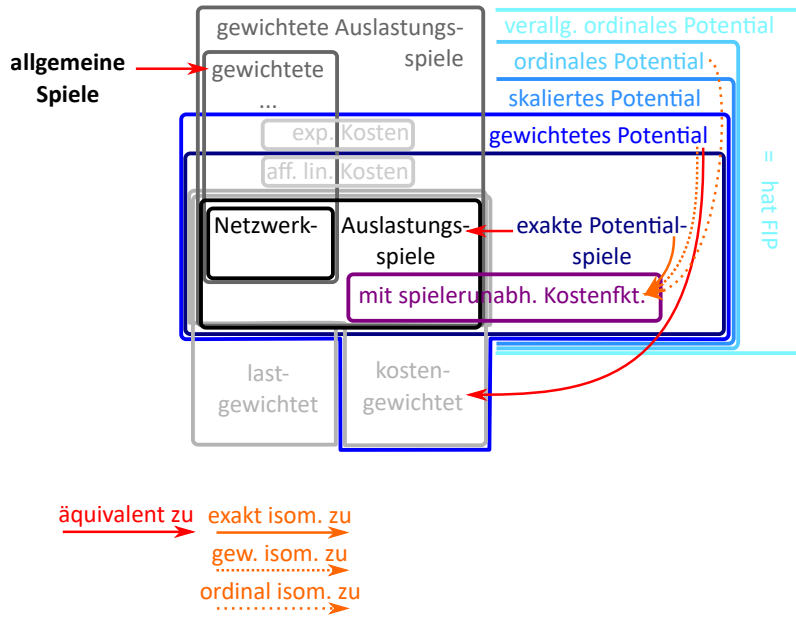 gewichtete Auslastungs-
spiele
verallg. ordinales Potential
allgemeine
Spiele
gewichtete
...
ordinales Potential
skaliertes Potential
exp. Kosten
gewichtetes Potential
aff. lin. Kosten
= hat FIP
Netzwerk-
Auslastungs-
spiele
exakte Potential-
spiele
mit spielerunabh. Kostenfkt.
last-
gewichtet
kosten-
gewichtet
äquivalent zu
exakt isom. zu
gew. isom. zu
ordinal isom. zu